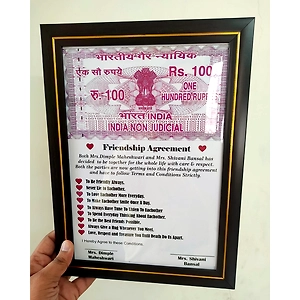 भारतीय गैर न्यायिक
एक सौ रुपये
Rs. 100
रु.100
ONE
HUNDRED RUPEES
भारत INDIA
INDIA NON JUDICIAL
Friendship Agreement
Both Mrs.Dimple Maheshwari and Mrs. Shivani Bansal has
decided to be together for the whole life with care & respect.
Both the parties are now getting into this friendship agreement
and have to follow Terms and Conditions Strictly.
To Be Friendly Always.
Never Lie to Eachother.
To Love Eachother More Everyday.
To Make Eachother Smile Once A Day.
To Always Have Time To Listen To Eachother
To Spend Everyday Thinking About Eachother.
To Be the Best Friends Possible.
Always Give a Hug Whenever You Meet.
Love, Respect and Treasure You Until Death Do Us Apart.
I Hereby Agree to these Conditions.
Mrs. Dimple
Maheshwari
Mrs. Shivani
Bansal